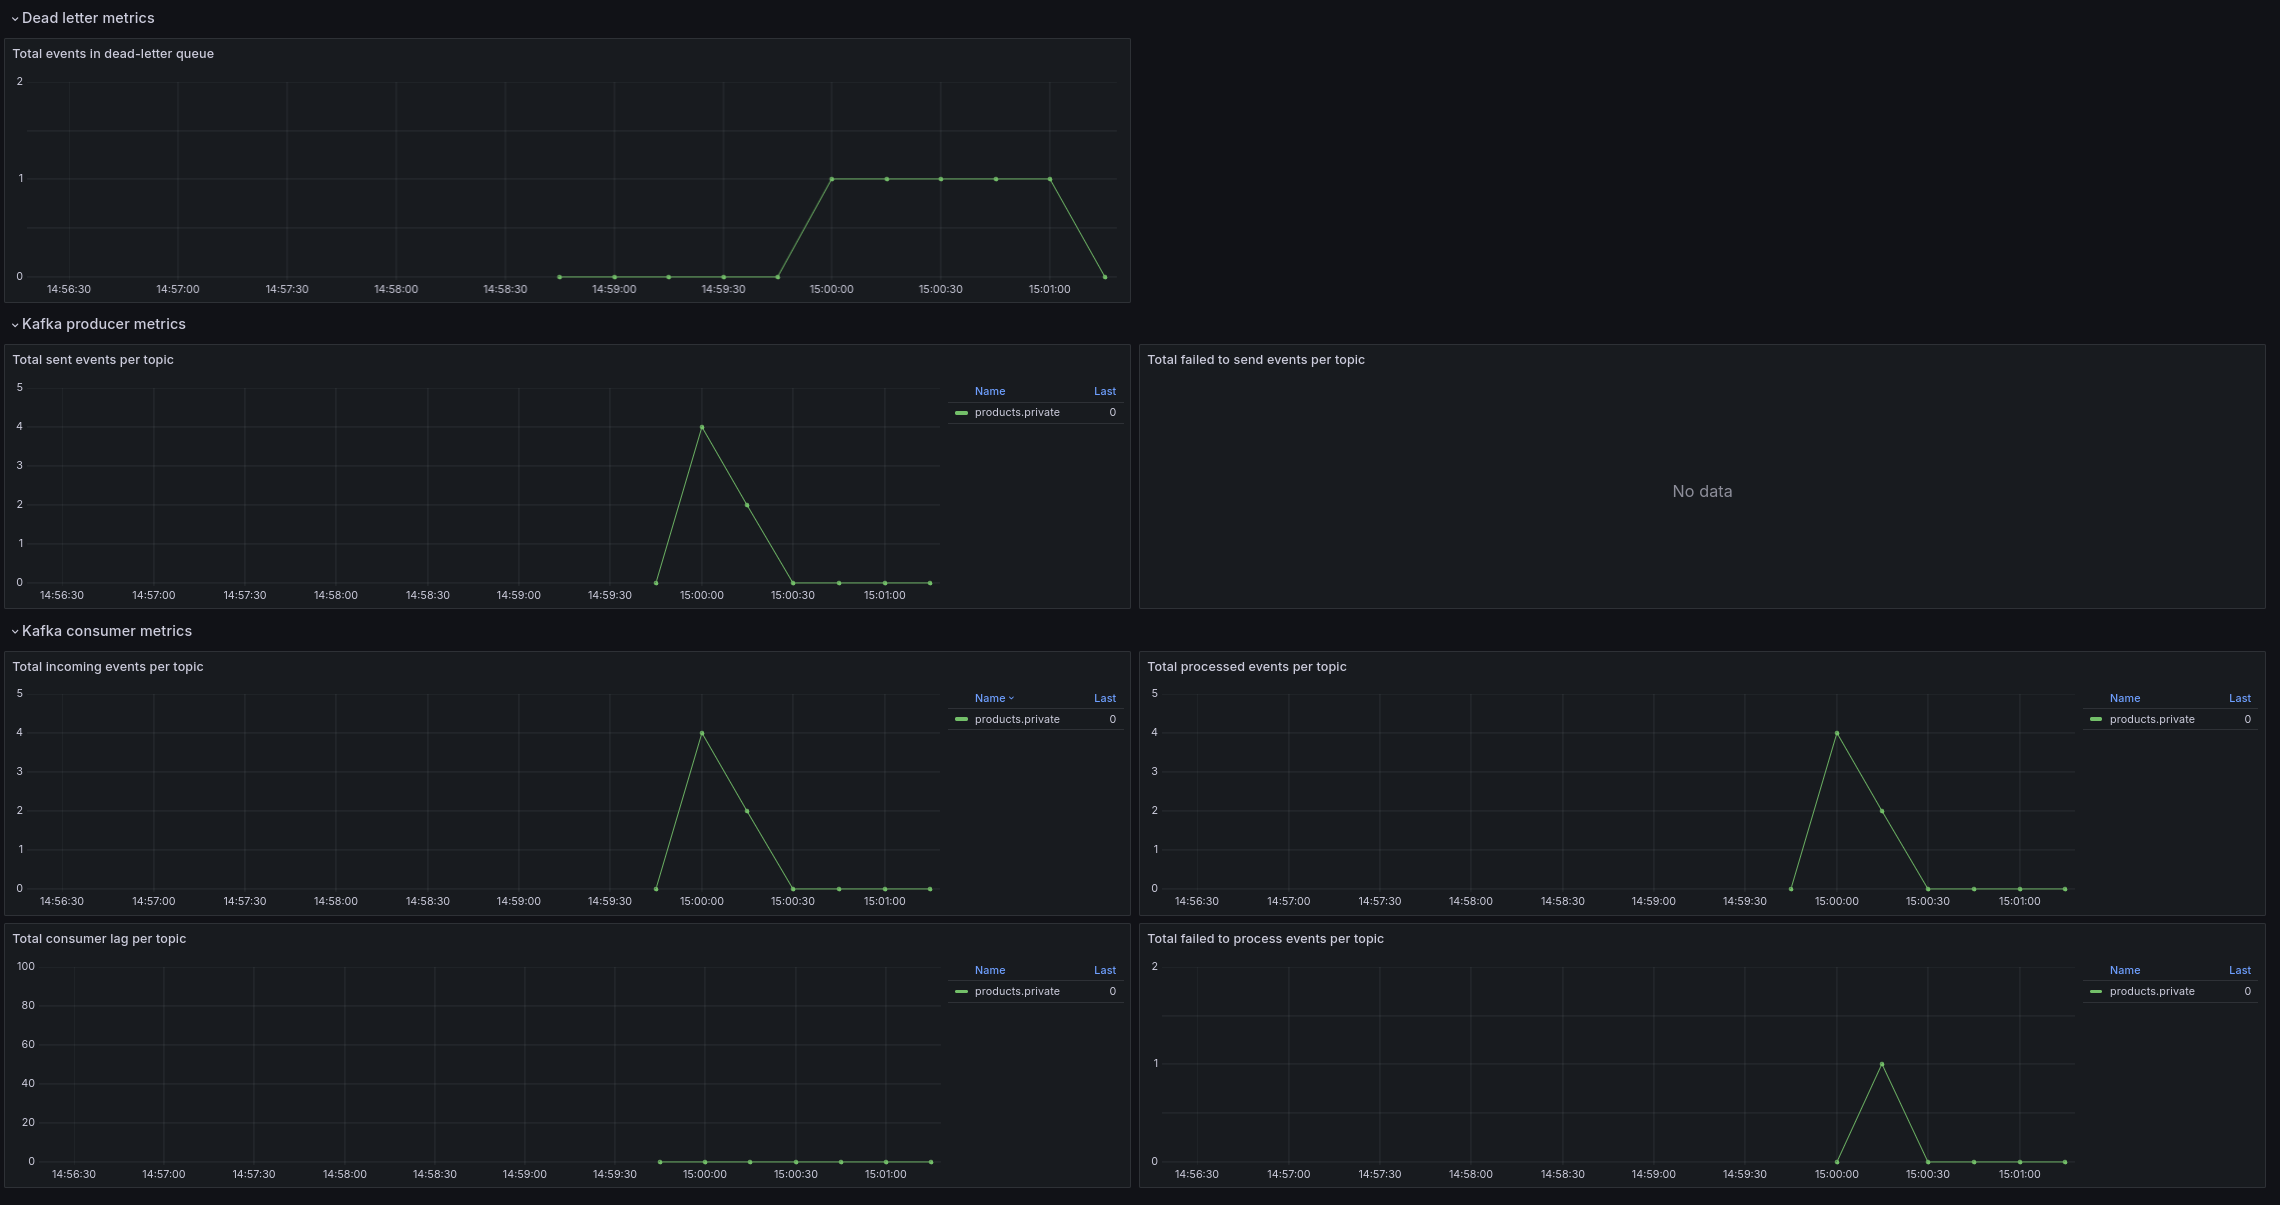 Dead letter metrics
Total events in dead-letter queue
2
1
0
14:56:30 14:57:00 14:57:30 14:58:00 14:58:30 14:59:00 14:59:30 15:00:00 15:00:30 15:01:00
Kafka producer metrics
Total sent events per topic
5
4
3
2
1
0
14:56:30 14:57:00 14:57:30 14:58:00 14:58:30 14:59:00 14:59:30 15:00:00 15:00:30 15:01:00
Name Last
products.private 0
Total failed to send events per topic
No data
Kafka consumer metrics
Total incoming events per topic
5
4
3
2
1
0
14:56:30 14:57:00 14:57:30 14:58:00 14:58:30 14:59:00 14:59:30 15:00:00 15:00:30 15:01:00
Name Last
products.private 0
Total processed events per topic
5
4
3
2
1
0
14:56:30 14:57:00 14:57:30 14:58:00 14:58:30 14:59:00 14:59:30 15:00:00 15:00:30 15:01:00
Name Last
products.private 0
Total consumer lag per topic
100
80
60
40
20
0
14:56:30 14:57:00 14:57:30 14:58:00 14:58:30 14:59:00 14:59:30 15:00:00 15:00:30 15:01:00
Name Last
products.private 0
Total failed to process events per topic
2
1
0
14:56:30 14:57:00 14:57:30 14:58:00 14:58:30 14:59:00 14:59:30 15:00:00 15:00:30 15:01:00
Name Last
products.private 0